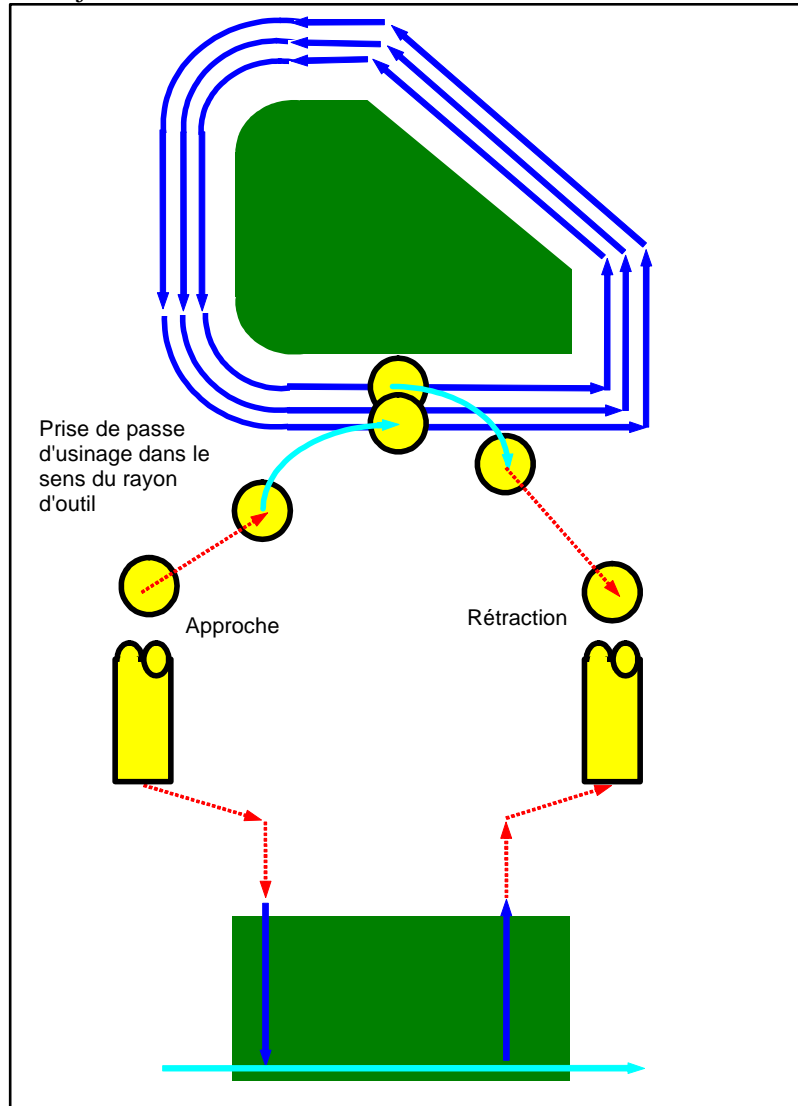 Prise de passe
d'usinage dans le
sens du rayon
d'outil
Approche
Rétraction